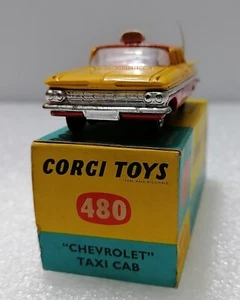 CORGI TOYS
480
"CHEVROLET"
TAXI CAB